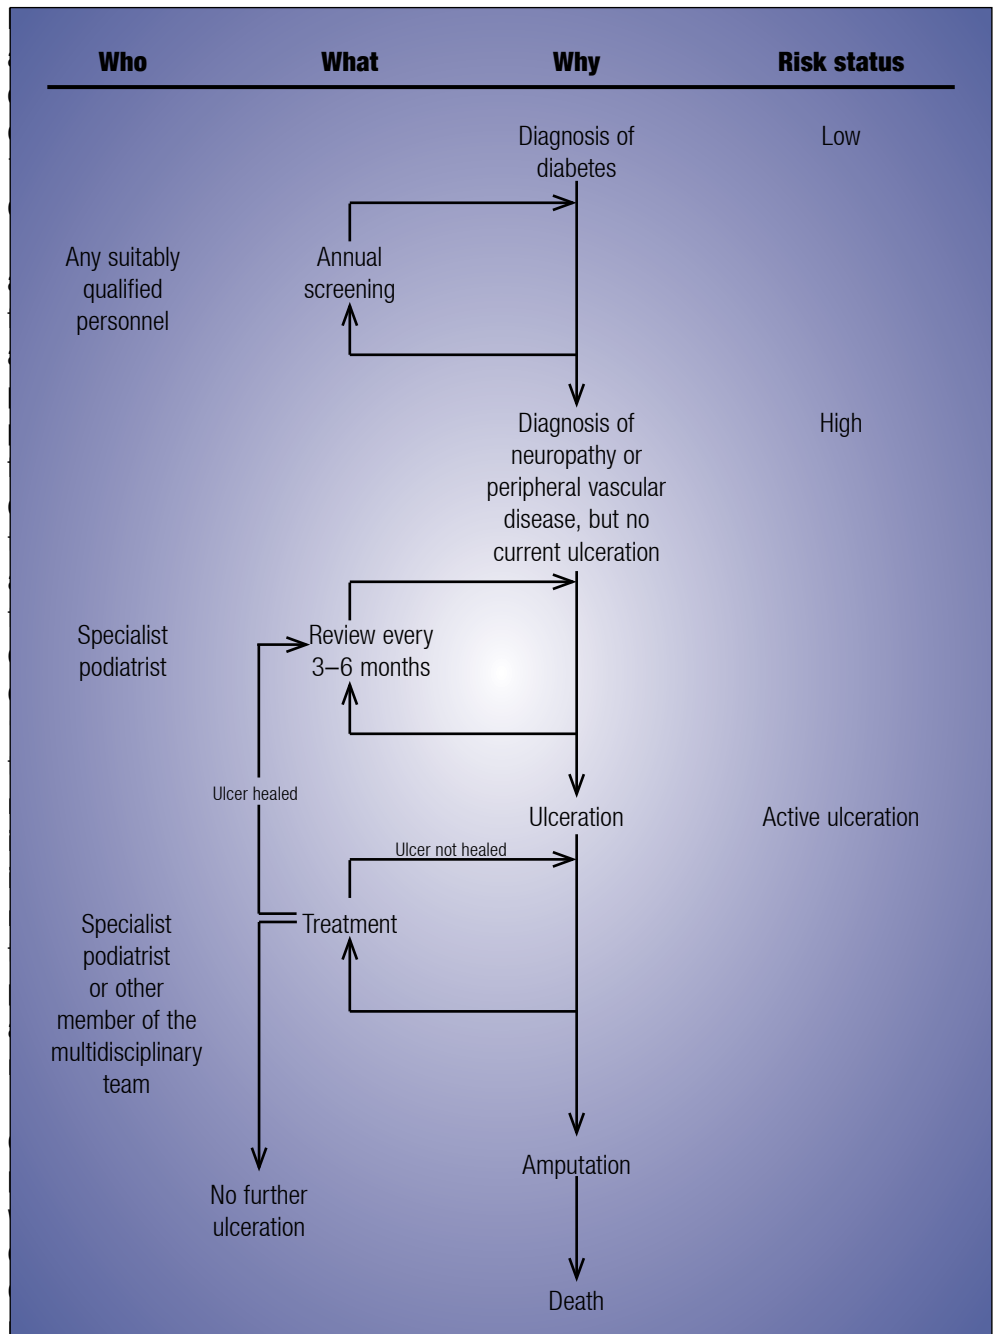 Who What Why Risk status
Diagnosis of
diabetes
Low
Any suitably
qualified
personnel
Annual
screening
Diagnosis of
neuropathy or
peripheral vascular
disease, but no
current ulceration
High
Specialist
podiatrist
Review every
3–6 months
Ulcer healed
Ulceration
Active ulceration
Ulcer not healed
Specialist
podiatrist
or other
member of the
multidisciplinary
team
Treatment
Amputation
No further
ulceration
Death